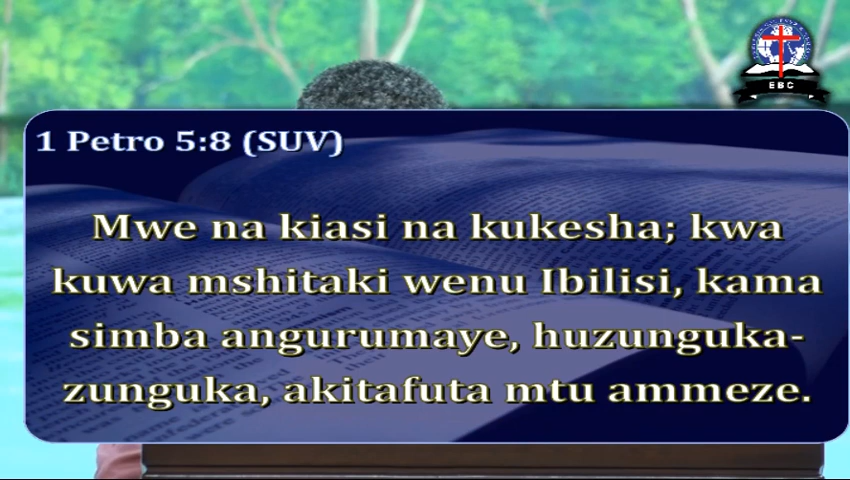 EBC
1 Petro 5:8 (SUV)
Mwe na kiasi na kukesha; kwa
kuwa mshitaki wenu Ibilisi, kama
simba angurumaye, huzunguka-
zunguka, akitafuta mtu ammeze.